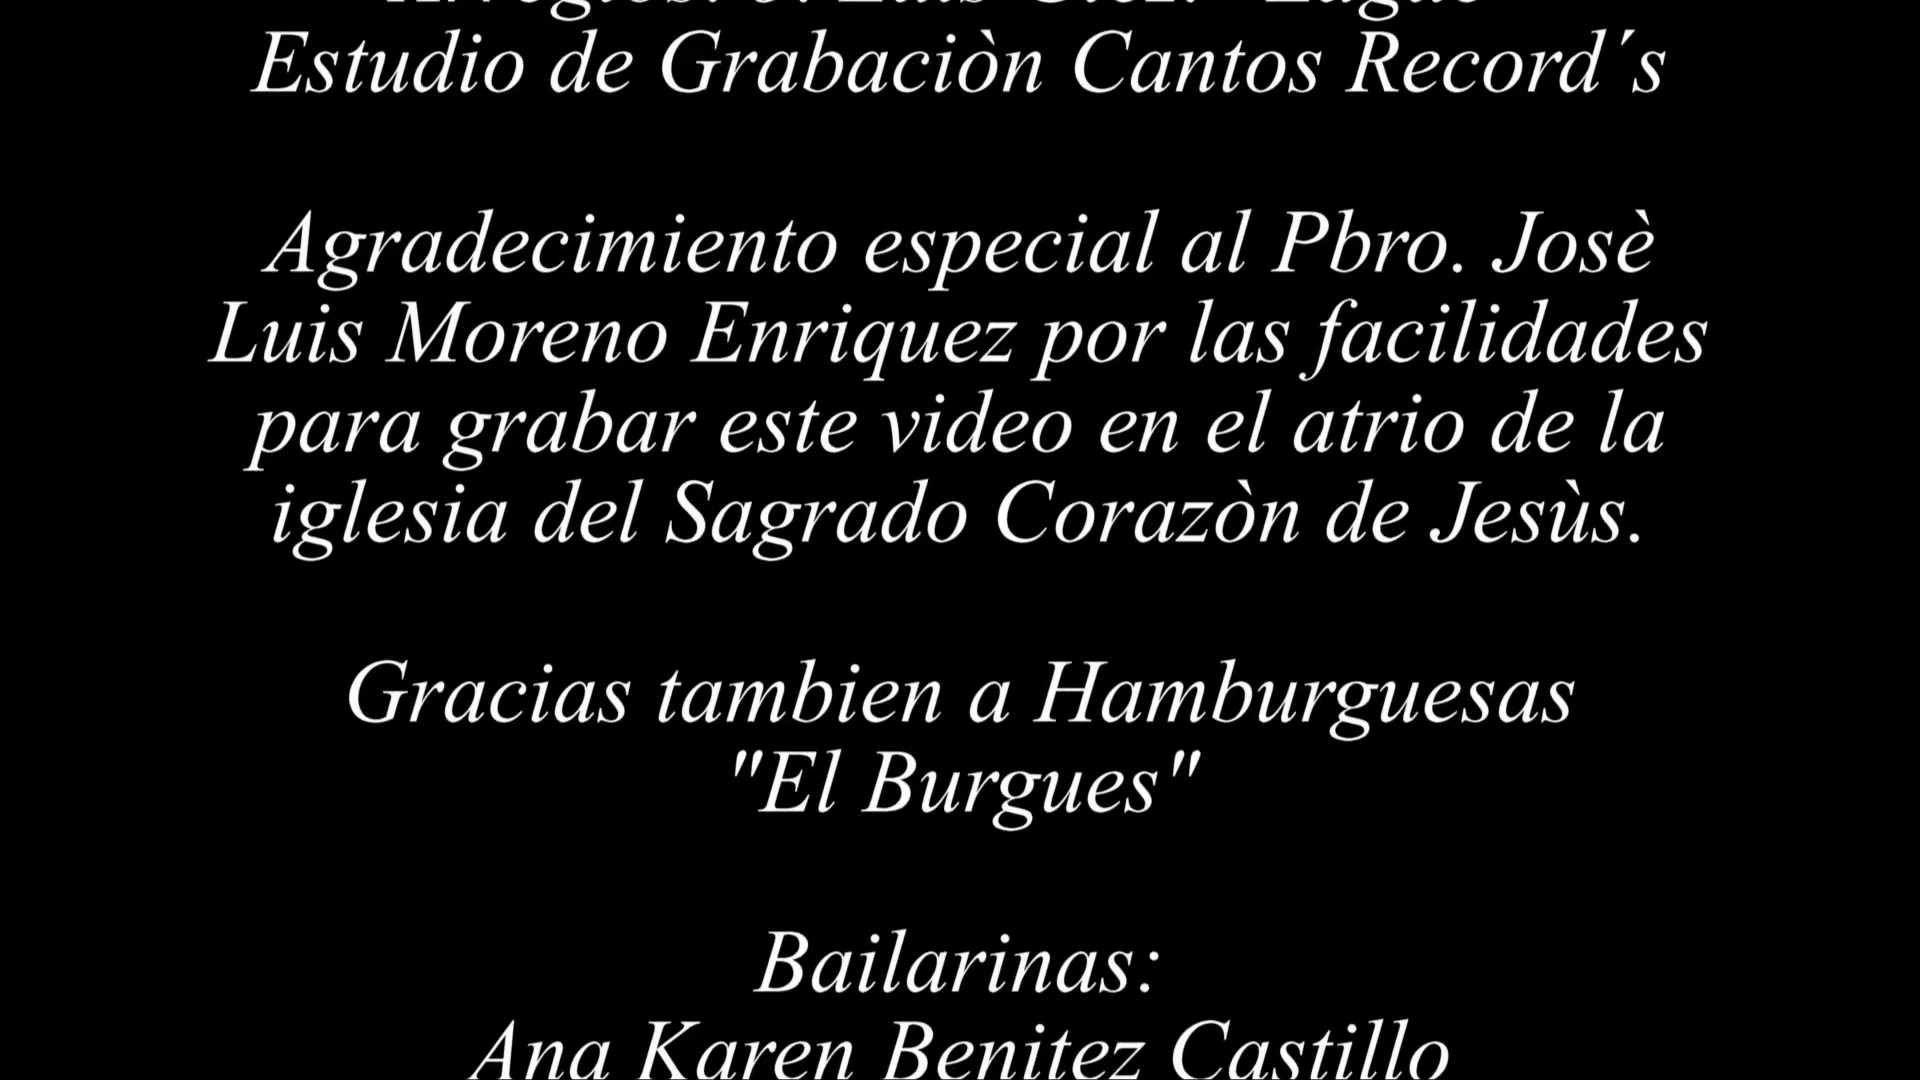 Estudio de Grabaciòn Cantos Record´s
Agradecimiento especial al Pbro. Josè
Luis Moreno Enriquez por las facilidades
para grabar este video en el atrio de la
iglesia del Sagrado Corazòn de Jesùs.
Gracias tambien a Hamburguesas
"El Burgues"
Bailarinas:
Ana Karen Benitez Castillo